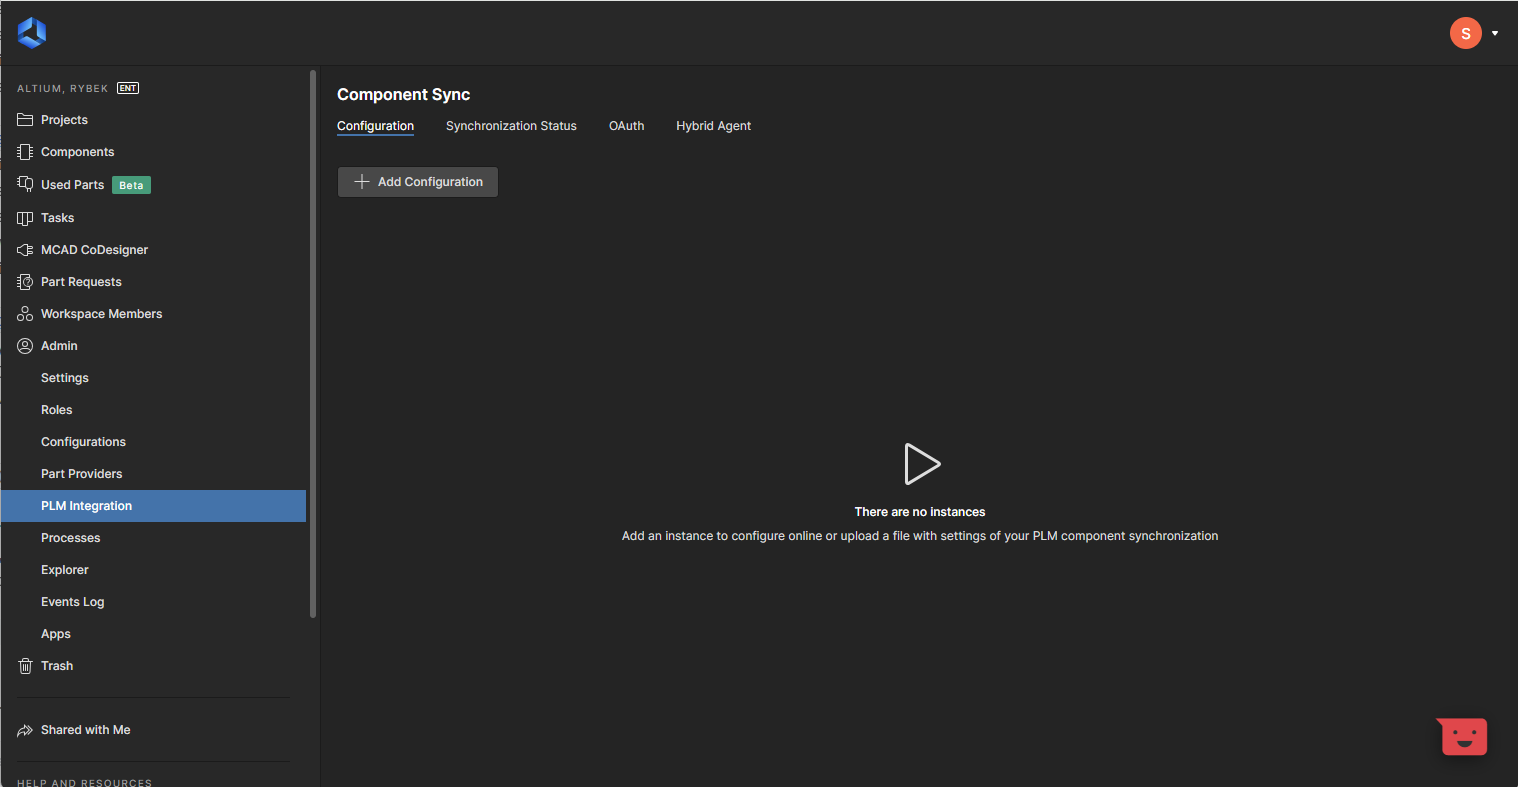 S
ALTIUM, RYBEK ENT
Projects
Components
Used Parts Beta
Tasks
MCAD CoDesigner
Part Requests
Workspace Members
Admin
Settings
Roles
Configurations
Part Providers
PLM Integration
Processes
Explorer
Events Log
Apps
Trash
Shared with Me
HELP AND RESOURCES
Component Sync
Configuration Synchronization Status OAuth Hybrid Agent
Add Configuration
There are no instances
Add an instance to configure online or upload a file with settings of your PLM component synchronization